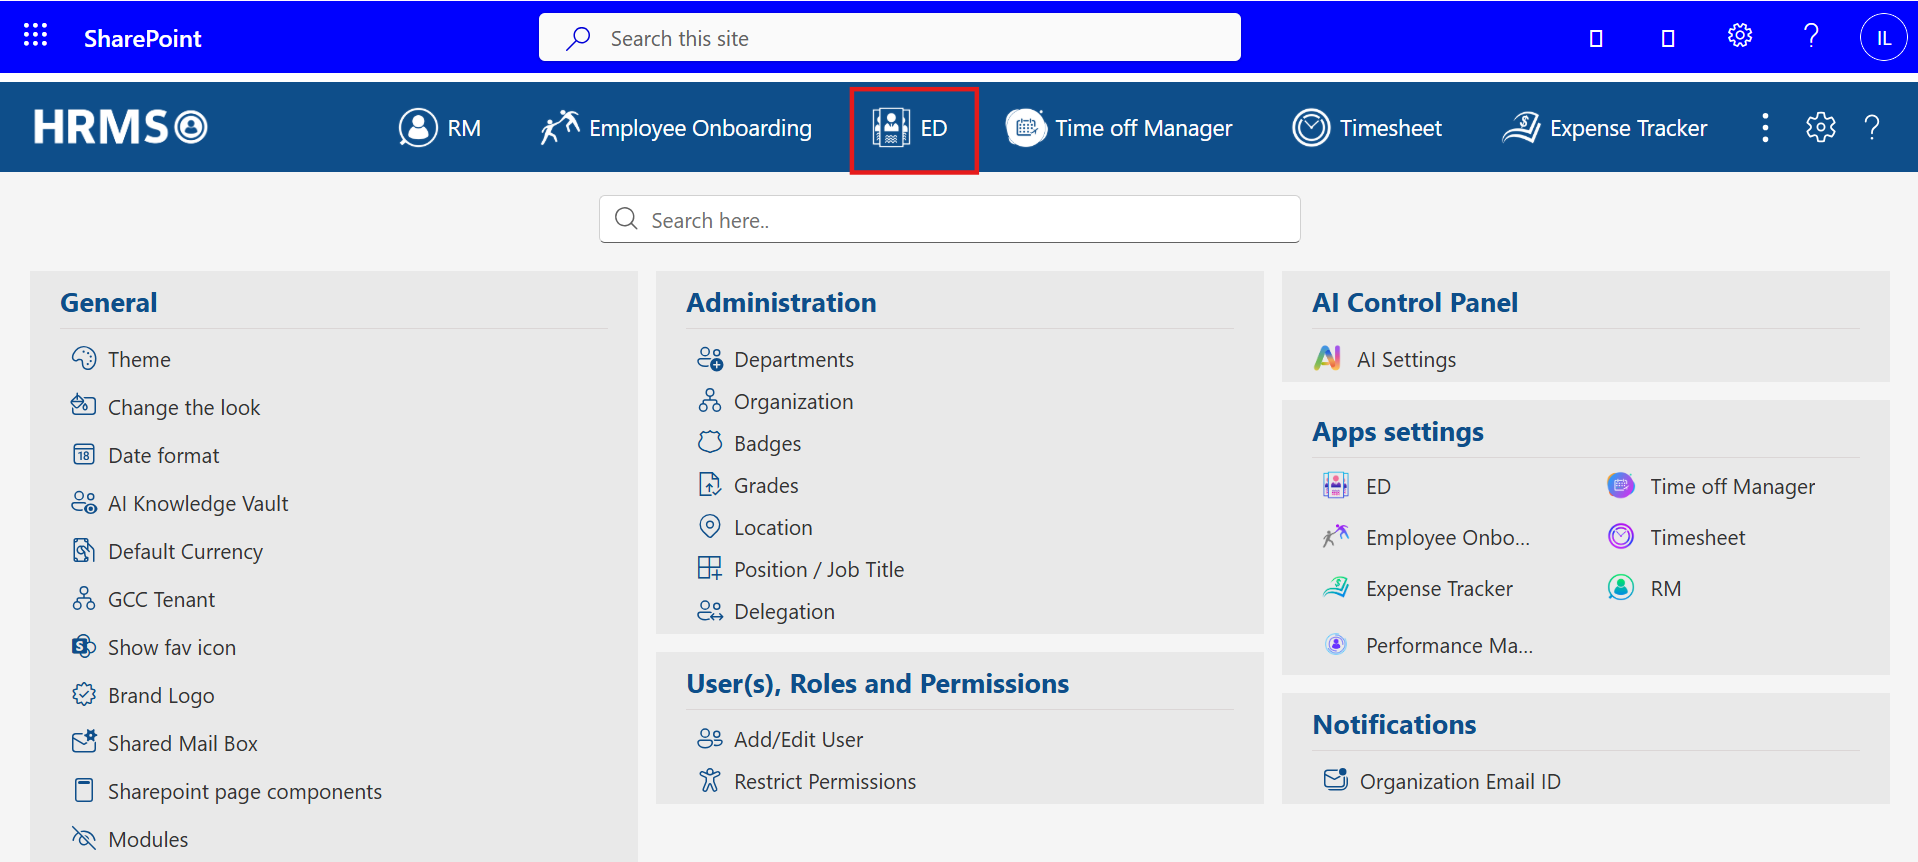 SharePoint
Search this site
IL
HRMS
RM
Employee Onboarding
ED
Time off Manager
Timesheet
Expense Tracker
Search here..
General
Theme
Change the look
18
Date format
AI Knowledge Vault
Default Currency
GCC Tenant
Show fav icon
Brand Logo
Shared Mail Box
Sharepoint page components
Modules
Administration
Departments
Organization
Badges
Grades
Location
Position / Job Title
Delegation
User(s), Roles and Permissions
Add/Edit User
Restrict Permissions
AI Control Panel
AI
AI Settings
Apps settings
ED
Time off Manager
Employee Onbo...
Timesheet
Expense Tracker
RM
Performance Ma...
Notifications
Organization Email ID